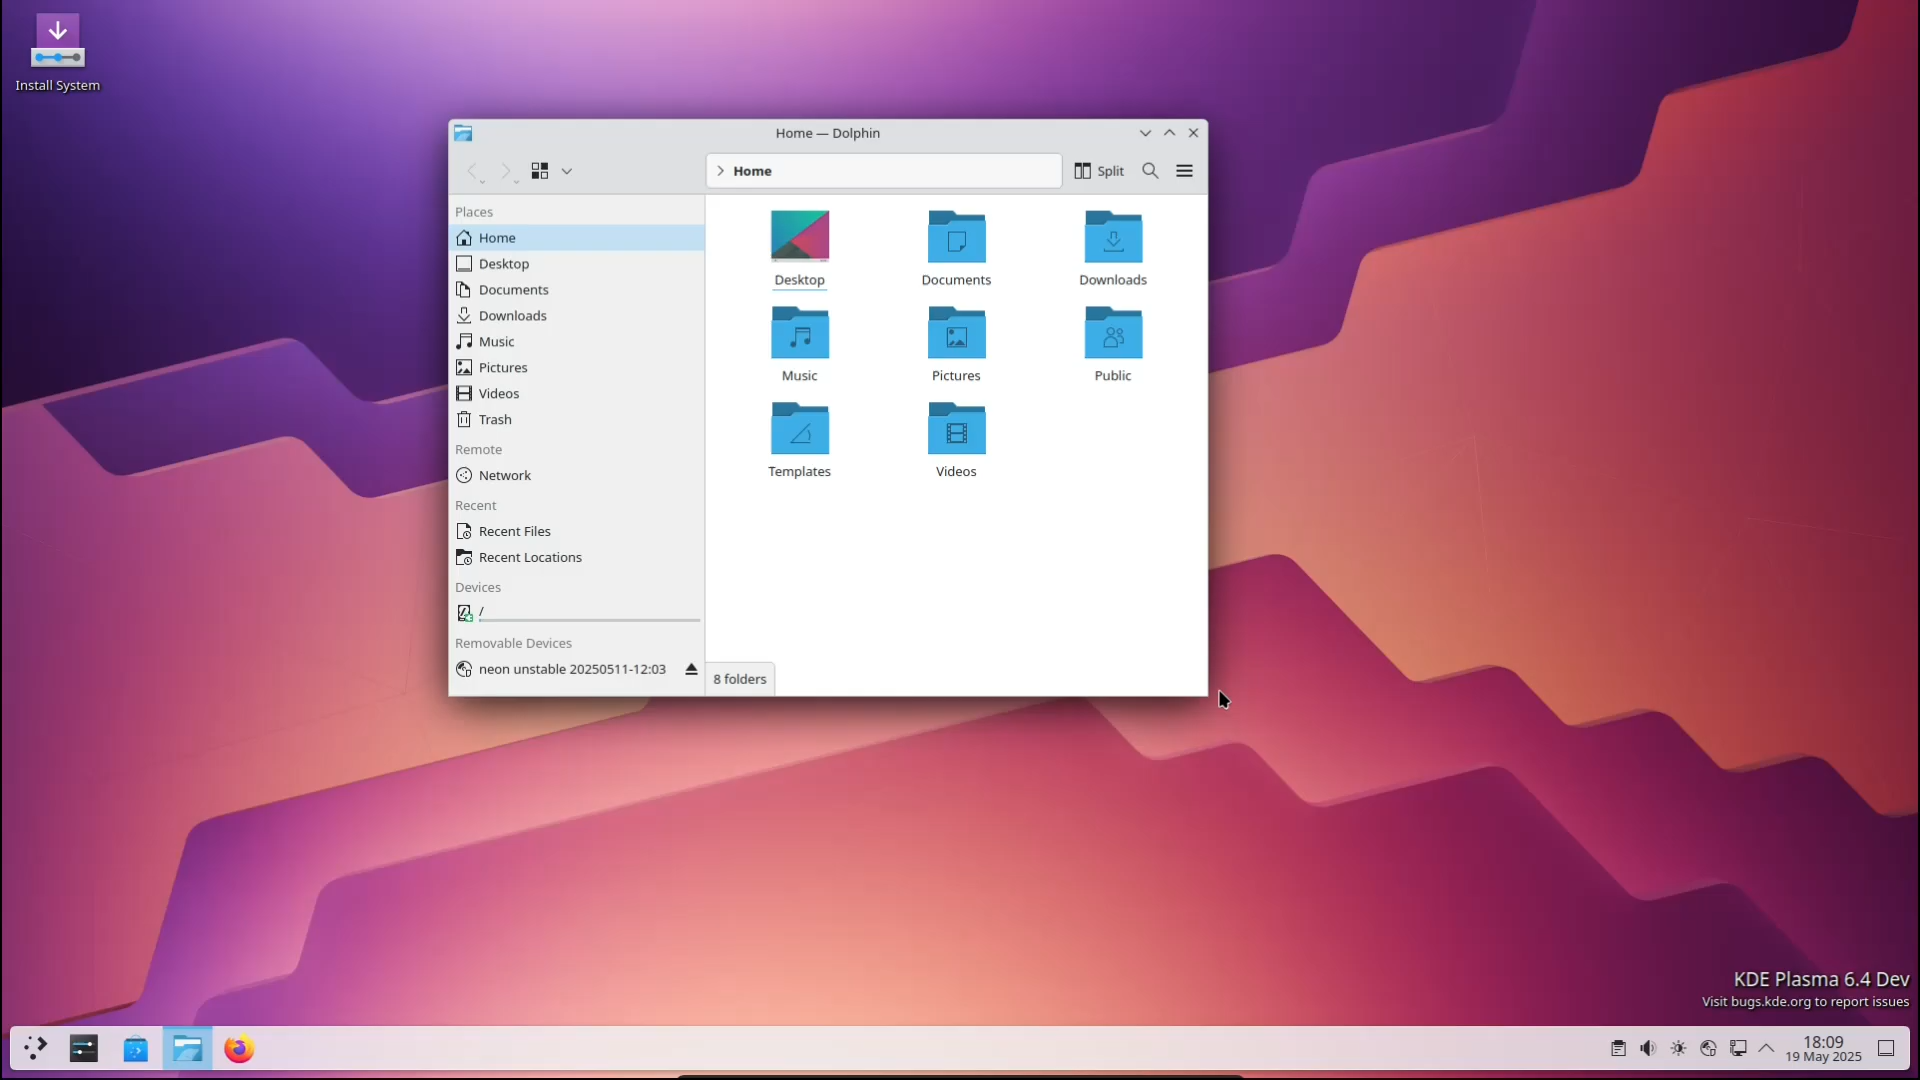 Install System
Home — Dolphin
Home
Split
Places
Home
Desktop
Documents
Downloads
Music
Pictures
Videos
Trash
Remote
Network
Recent
Recent Files
Recent Locations
Devices
/
Removable Devices
neon unstable 20250511-12:03
Desktop
Documents
Downloads
Music
Pictures
Public
Templates
Videos
8 folders
KDE Plasma 6.4 Dev
Visit bugs.kde.org to report issues
18:09
19 May 2025